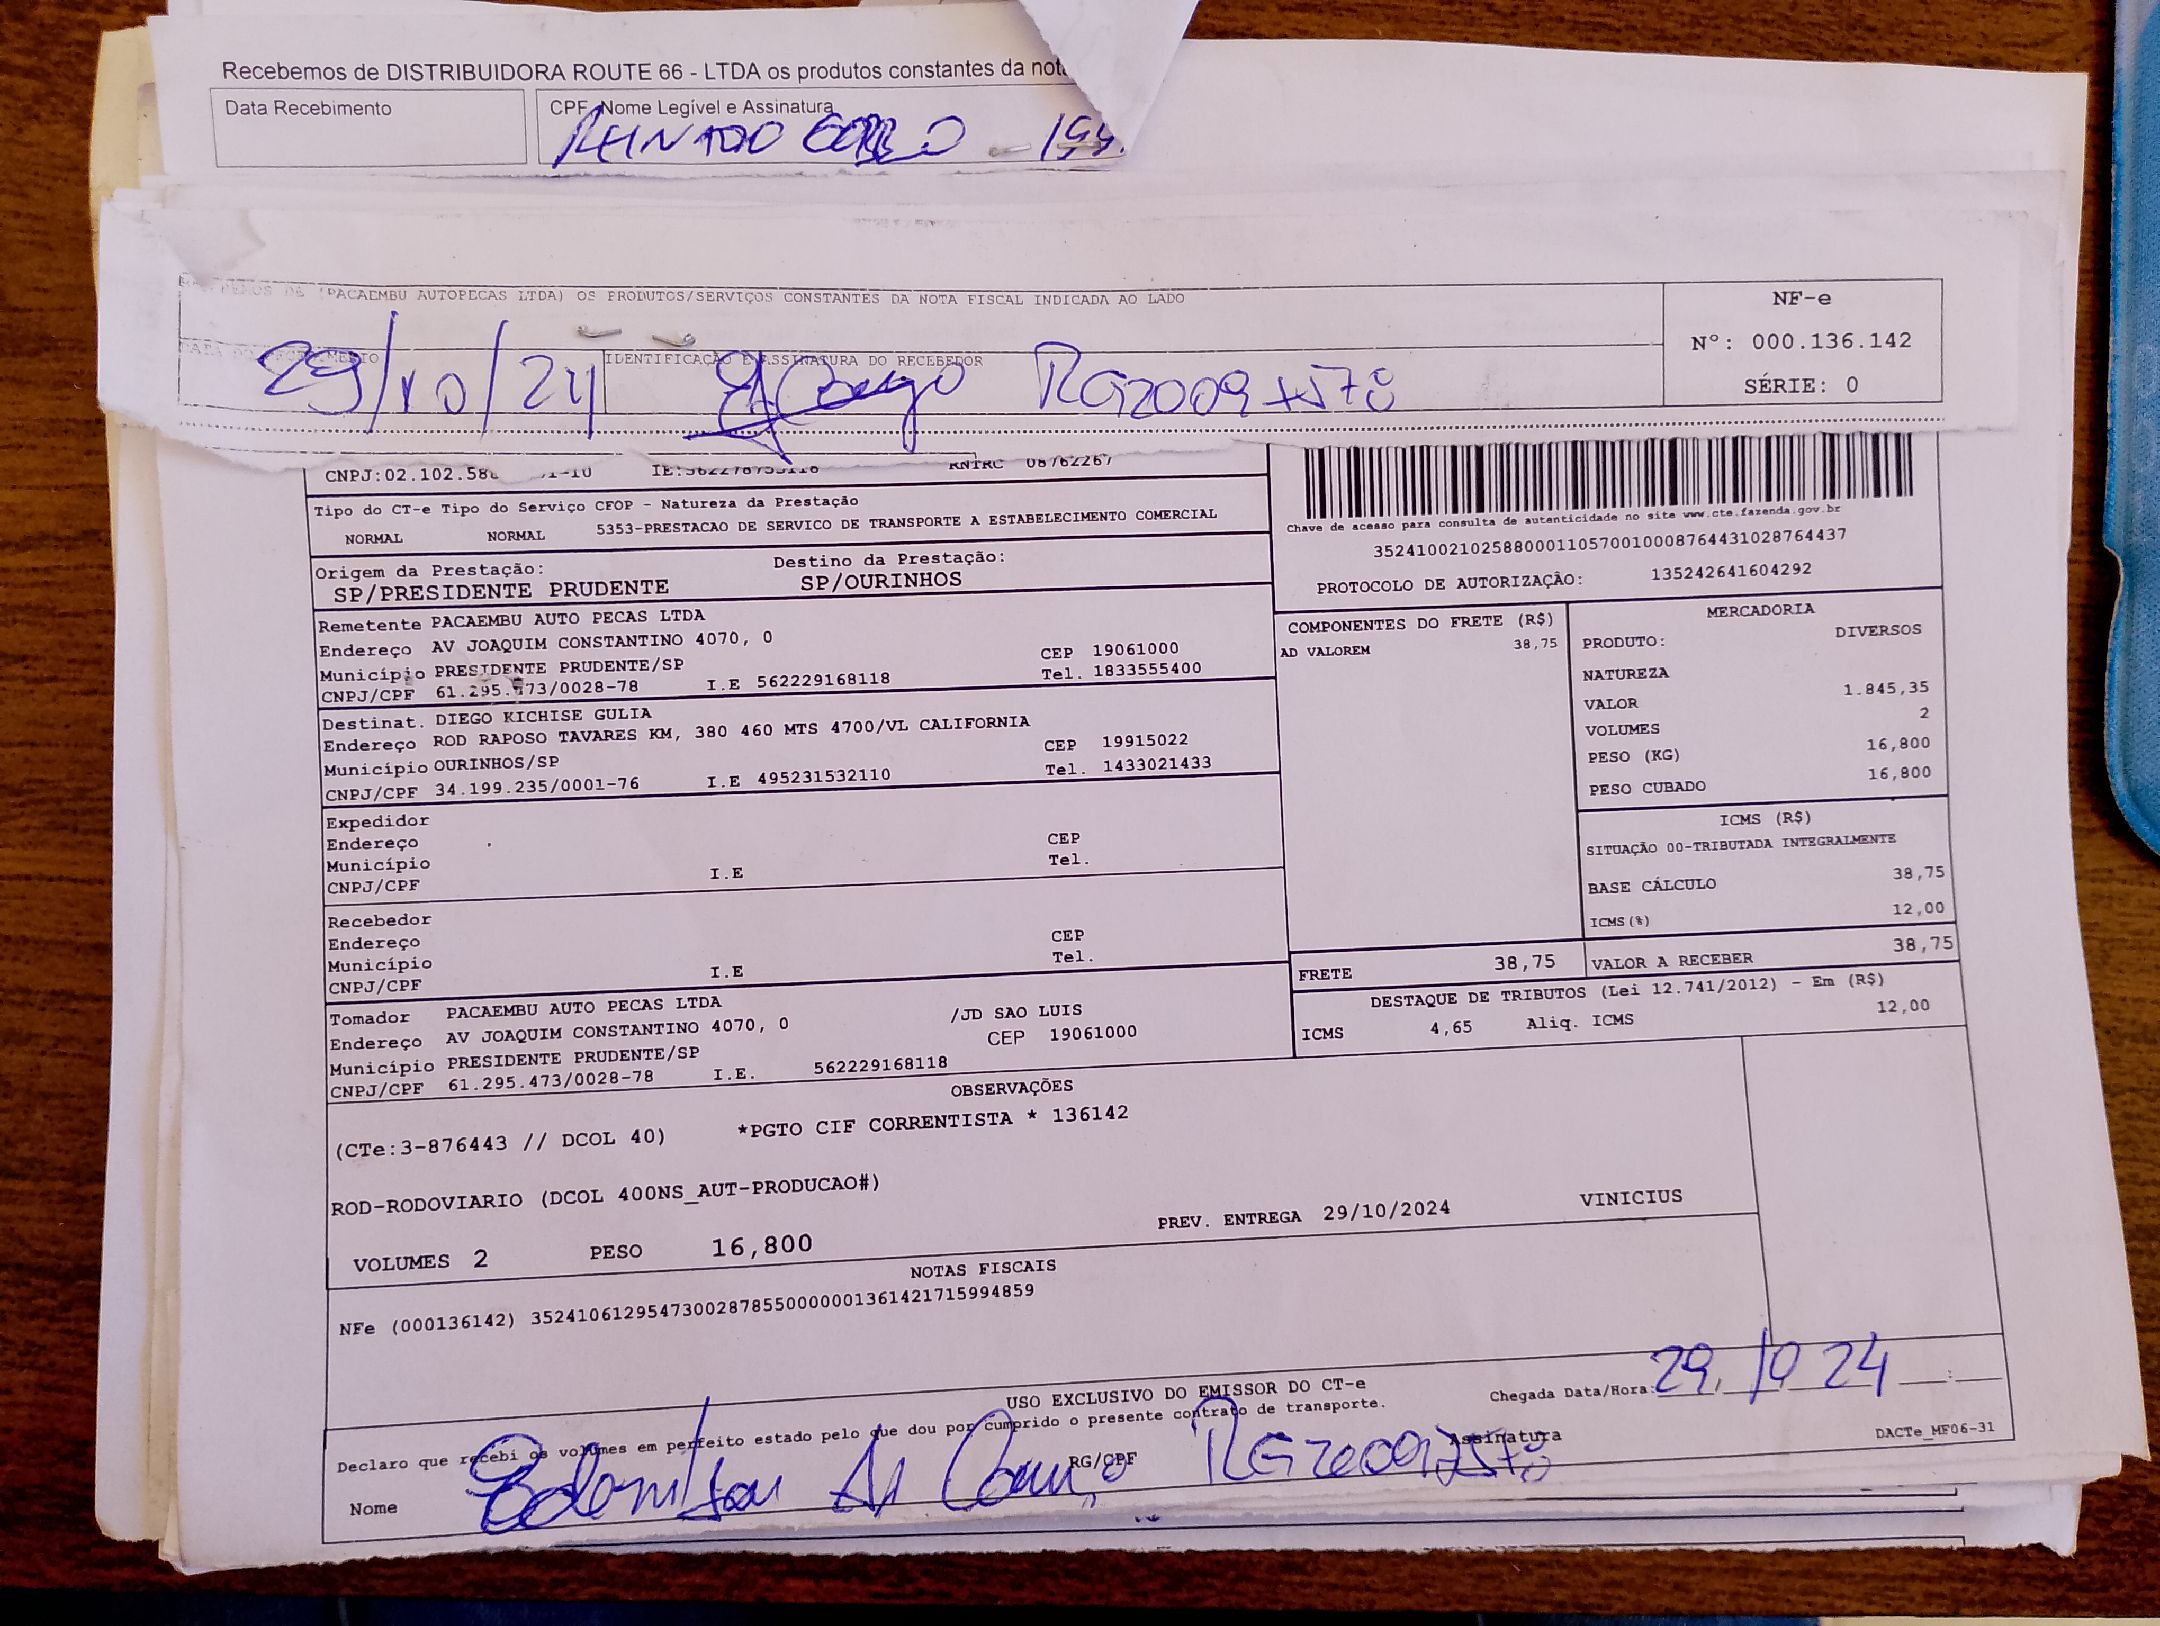 Recebemos de DISTRIBUIDORA ROUTE 66 - LTDA os produtos constantes da
Data Recebimento
CPF, Nome Legível e Assinatura
(PACAEMBU AUTOPECAS LTDA) OS PRODUTOS/SERVIÇOS CONSTANTES DA NOTA FISCAL INDICADA AO LADO
NF-e
Nº: 000.136.142
SÉRIE: 0
IDENTIFICAÇÃO E ASSINATURA DO RECEBEDOR
29/10/24
CNPJ:02.102.58
RNTRC 08762267
Tipo do CT-e Tipo do Serviço CFOP - Natureza da Prestação
NORMAL NORMAL 5353-PRESTACAO DE SERVICO DE TRANSPORTE A ESTABELECIMENTO COMERCIAL
Chave de acesso para consulta de autenticidade no site www.cte.fazenda.gov.br
35241002102588000110570010008764431028764437
PROTOCOLO DE AUTORIZAÇÃO: 135242641604292
Origem da Prestação: Destino da Prestação:
SP/PRESIDENTE PRUDENTE SP/OURINHOS
Remetente PACAEMBU AUTO PECAS LTDA
Endereço AV JOAQUIM CONSTANTINO 4070, 0
Município PRESIDENTE PRUDENTE/SP CEP 19061000
CNPJ/CPF 61.295.473/0028-78 I.E 562229168118 Tel. 1833555400
Destinat. DIEGO KICHISE GULIA
Endereço ROD RAPOSO TAVARES KM, 380 460 MTS 4700/VL CALIFORNIA
Município OURINHOS/SP CEP 19915022
CNPJ/CPF 34.199.235/0001-76 I.E 495231532110 Tel. 1433021433
Expedidor
Endereço CEP
Município Tel.
CNPJ/CPF I.E
Recebedor
Endereço CEP
Município Tel.
CNPJ/CPF I.E
Tomador PACAEMBU AUTO PECAS LTDA
Endereço AV JOAQUIM CONSTANTINO 4070, 0 /JD SAO LUIS
Município PRESIDENTE PRUDENTE/SP CEP 19061000
CNPJ/CPF 61.295.473/0028-78 I.E. 562229168118
COMPONENTES DO FRETE (R$)
AD VALOREM 38,75
MERCADORIA
PRODUTO: DIVERSOS
NATUREZA
VALOR 1.845,35
VOLUMES 2
PESO (KG) 16,800
PESO CUBADO 16,800
ICMS (R$)
SITUAÇÃO 00-TRIBUTADA INTEGRALMENTE
BASE CÁLCULO 38,75
ICMS(%) 12,00
FRETE 38,75 VALOR A RECEBER 38,75
DESTAQUE DE TRIBUTOS (Lei 12.741/2012) - Em (R$)
ICMS 4,65 Aliq. ICMS 12,00
OBSERVAÇÕES
(CTe:3-876443 // DCOL 40) *PGTO CIF CORRENTISTA * 136142
ROD-RODOVIARIO (DCOL 400NS_AUT-PRODUCAO#)
PREV. ENTREGA 29/10/2024 VINICIUS
VOLUMES 2 PESO 16,800
NOTAS FISCAIS
NFe (000136142) 35241061295473002878550000001361421715994859
USO EXCLUSIVO DO EMISSOR DO CT-e
Chegada Data/Hora: 29.10 24
Declaro que recebi os volumes em perfeito estado pelo que dou por cumprido o presente contrato de transporte.
DACTe_MF06-31
Nome RG/CPF Assinatura